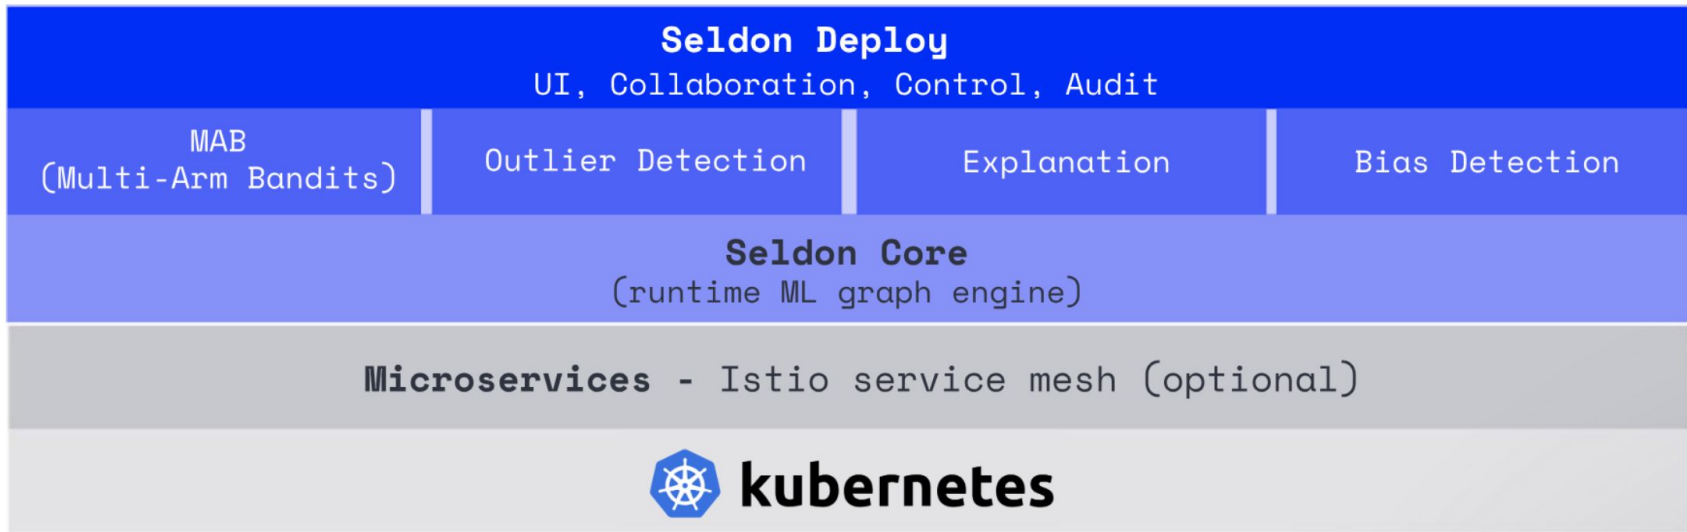 Seldon Deploy
UI, Collaboration, Control, Audit
MAB
(Multi-Arm Bandits)
Outlier Detection
Explanation
Bias Detection
Seldon Core
(runtime ML graph engine)
Microservices - Istio service mesh (optional)
kubernetes